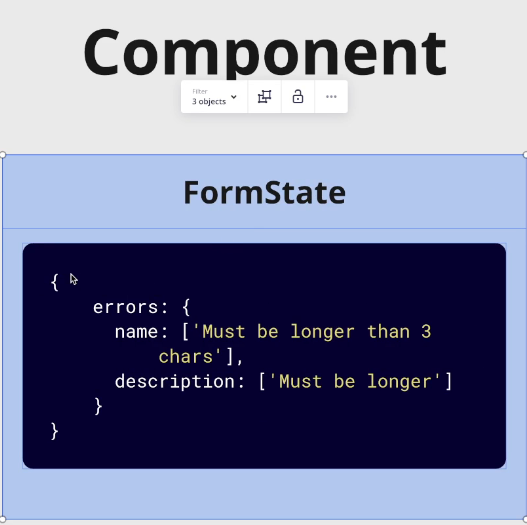 Component
Filter
3 objects
FormState
{
errors: {
name: ['Must be longer than 3
chars'],
description: ['Must be longer']
}
}